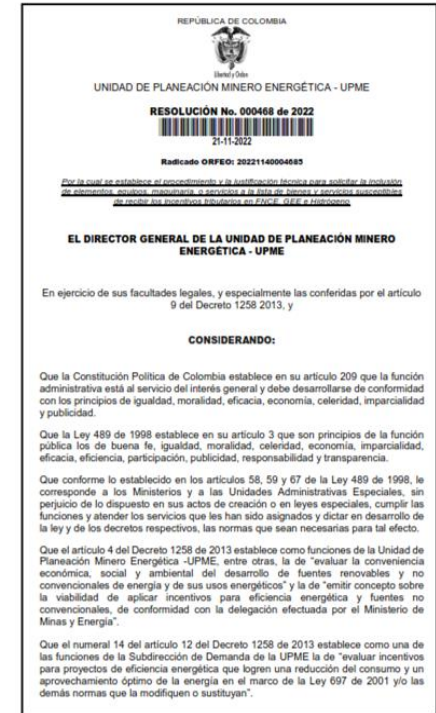 REPÚBLICA DE COLOMBIA
Libertad y Orden
UNIDAD DE PLANEACIÓN MINERO ENERGÉTICA - UPME
RESOLUCIÓN No. 000468 de 2022
21-11-2022
Radicado ORFEO: 20221140004685
Por la cual se establece el procedimiento y la justificación técnica para solicitar la inclusión
de elementos, equipos, maquinaria, o servicios a la lista de bienes y servicios susceptibles
de recibir los incentivos tributarios en FNCE, GEE e Hidrógeno.
EL DIRECTOR GENERAL DE LA UNIDAD DE PLANEACIÓN MINERO
ENERGÉTICA - UPME
En ejercicio de sus facultades legales, y especialmente las conferidas por el artículo
9 del Decreto 1258 2013, y
CONSIDERANDO:
Que la Constitución Política de Colombia establece en su artículo 209 que la función
administrativa está al servicio del interés general y debe desarrollarse de conformidad
con los principios de igualdad, moralidad, eficacia, economía, celeridad, imparcialidad
y publicidad.
Que la Ley 489 de 1998 establece en su artículo 3 que son principios de la función
pública los de buena fe, igualdad, moralidad, celeridad, economía, imparcialidad,
eficacia, eficiencia, participación, publicidad, responsabilidad y transparencia.
Que conforme lo establecido en los artículos 58, 59 y 67 de la Ley 489 de 1998, le
corresponde a los Ministerios y a las Unidades Administrativas Especiales, sin
perjuicio de lo dispuesto en sus actos de creación o en leyes especiales, cumplir las
funciones y atender los servicios que les han sido asignados y dictar en desarrollo de
la ley y de los decretos respectivos, las normas que sean necesarias para tal efecto.
Que el artículo 4 del Decreto 1258 de 2013 establece como funciones de la Unidad de
Planeación Minero Energética -UPME, entre otras, la de “evaluar la conveniencia
económica, social y ambiental del desarrollo de fuentes renovables y no
convencionales de energía y de sus usos energéticos” y la de “emitir concepto sobre
la viabilidad de aplicar incentivos para eficiencia energética y fuentes no
convencionales, de conformidad con la delegación efectuada por el Ministerio de
Minas y Energía”.
Que el numeral 14 del artículo 12 del Decreto 1258 de 2013 establece como una de
las funciones de la Subdirección de Demanda de la UPME la de “evaluar incentivos
para proyectos de eficiencia energética que logren una reducción del consumo y un
aprovechamiento óptimo de la energía en el marco de la Ley 697 de 2001 y/o las
demás normas que la modifiquen o sustituyan”.